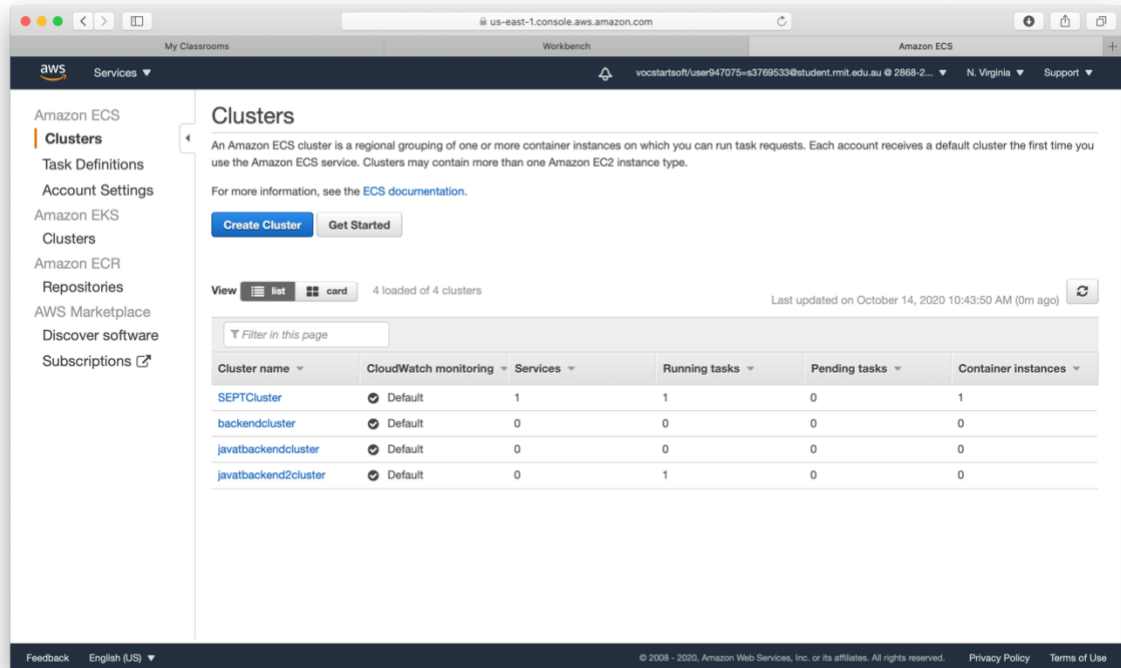 us-east-1.console.aws.amazon.com
My Classrooms
Workbench
Amazon ECS
aws
Services
vocstartsoft/user947075=s3769533@student.rmit.edu.au @ 2868-2...
N. Virginia
Support
Amazon ECS
Clusters
Task Definitions
Account Settings
Amazon EKS
Clusters
Amazon ECR
Repositories
AWS Marketplace
Discover software
Subscriptions
Clusters
An Amazon ECS cluster is a regional grouping of one or more container instances on which you can run task requests. Each account receives a default cluster the first time you
use the Amazon ECS service. Clusters may contain more than one Amazon EC2 instance type.
For more information, see the ECS documentation.
Create Cluster
Get Started
View list card 4 loaded of 4 clusters
Last updated on October 14, 2020 10:43:50 AM (0m ago)
Filter in this page
Cluster name CloudWatch monitoring Services Running tasks Pending tasks Container instances
SEPTCluster Default 1 1 0 1
backendcluster Default 0 0 0 0
javatbackendcluster Default 0 0 0 0
javatbackend2cluster Default 0 1 0 0
Feedback English (US) © 2008 - 2020, Amazon Web Services, Inc. or its affiliates. All rights reserved. Privacy Policy Terms of Use